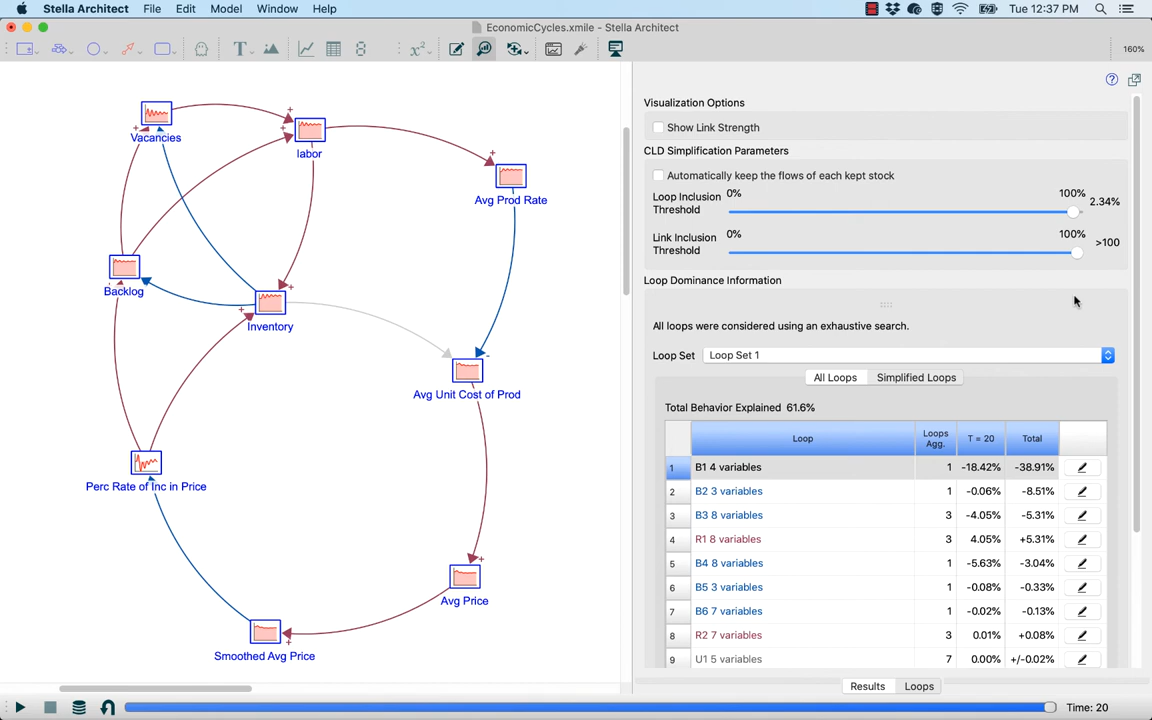 Stella Architect File Edit Model Window Help Tue 12:37 PM
EconomicCycles.xmile - Stella Architect
T x² 160%
Visualization Options
Show Link Strength
CLD Simplification Parameters
Automatically keep the flows of each kept stock
Loop Inclusion Threshold 0% 100% 2.34%
Link Inclusion Threshold 0% 100% >100
Loop Dominance Information
All loops were considered using an exhaustive search.
Loop Set Loop Set 1
All Loops Simplified Loops
Total Behavior Explained 61.6%
Loop Loops Agg. T = 20 Total
1 B1 4 variables 1 -18.42% -38.91%
2 B2 3 variables 1 -0.06% -8.51%
3 B3 8 variables 3 -4.05% -5.31%
4 R1 8 variables 3 4.05% +5.31%
5 B4 8 variables 1 -5.63% -3.04%
6 B5 3 variables 1 -0.08% -0.33%
7 B6 7 variables 1 -0.02% -0.13%
8 R2 7 variables 3 0.01% +0.08%
9 U1 5 variables 7 0.00% +/-0.02%
Results Loops
Vacancies
labor
Avg Prod Rate
Backlog
Inventory
Avg Unit Cost of Prod
Perc Rate of Inc in Price
Avg Price
Smoothed Avg Price
Time: 20